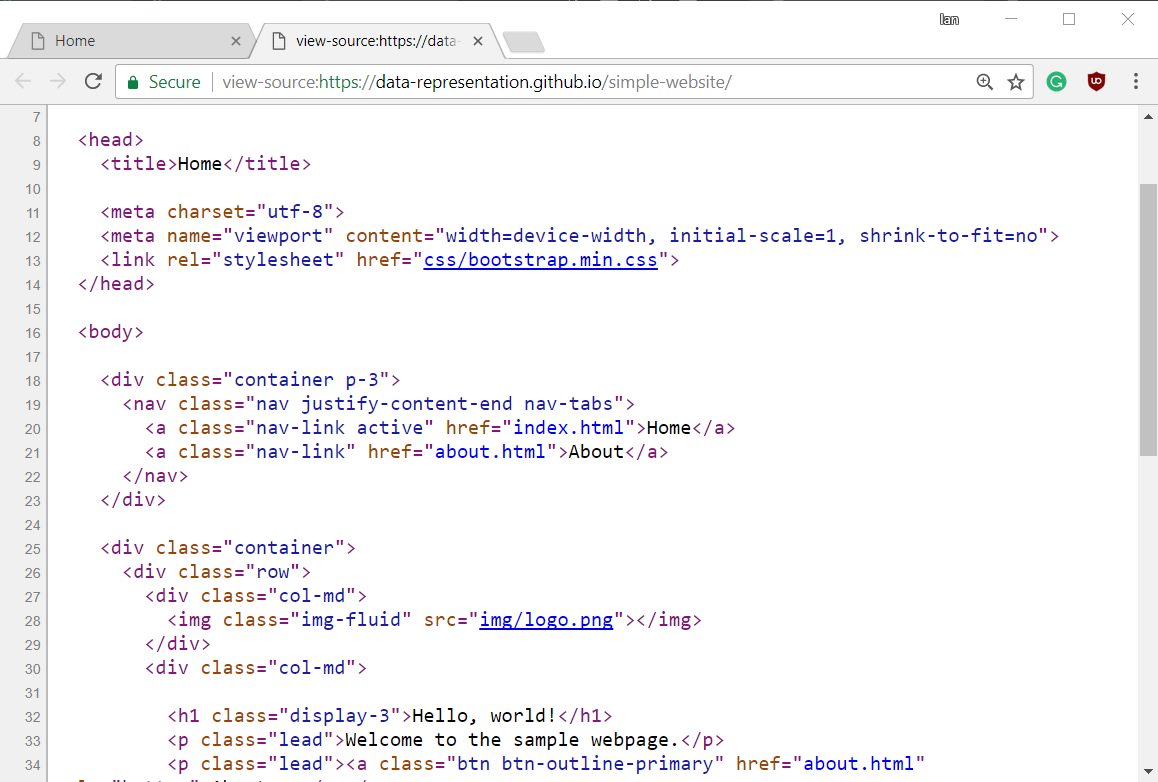 Ian
Home
view-source:https://data-
Secure
view-source:https://data-representation.github.io/simple-website/
7
8 <head>
9 <title>Home</title>
10
11 <meta charset="utf-8">
12 <meta name="viewport" content="width=device-width, initial-scale=1, shrink-to-fit=no">
13 <link rel="stylesheet" href="css/bootstrap.min.css">
14 </head>
15
16 <body>
17
18 <div class="container p-3">
19 <nav class="nav justify-content-end nav-tabs">
20 <a class="nav-link active" href="index.html">Home</a>
21 <a class="nav-link" href="about.html">About</a>
22 </nav>
23 </div>
24
25 <div class="container">
26 <div class="row">
27 <div class="col-md">
28 <img class="img-fluid" src="img/logo.png"></img>
29 </div>
30 <div class="col-md">
31
32 <h1 class="display-3">Hello, world!</h1>
33 <p class="lead">Welcome to the sample webpage.</p>
34 <p class="lead"><a class="btn btn-outline-primary" href="about.html"